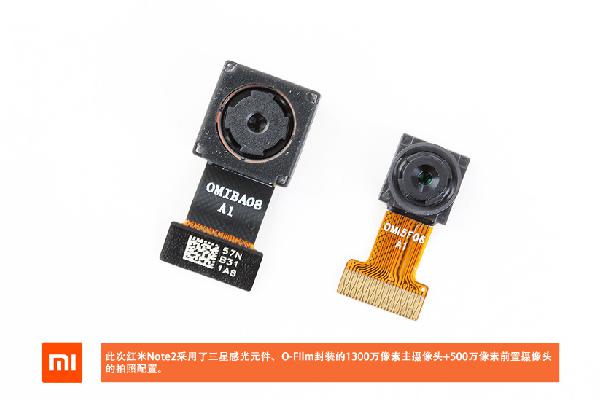 OMIBA08
A1
57N
B31
1A8
OMI5F06
A1
mi
此次红米Note2采用了三星感光元件、O-Film封装的1300万像素主摄像头+500万像素前置摄像头
的拍照配置。